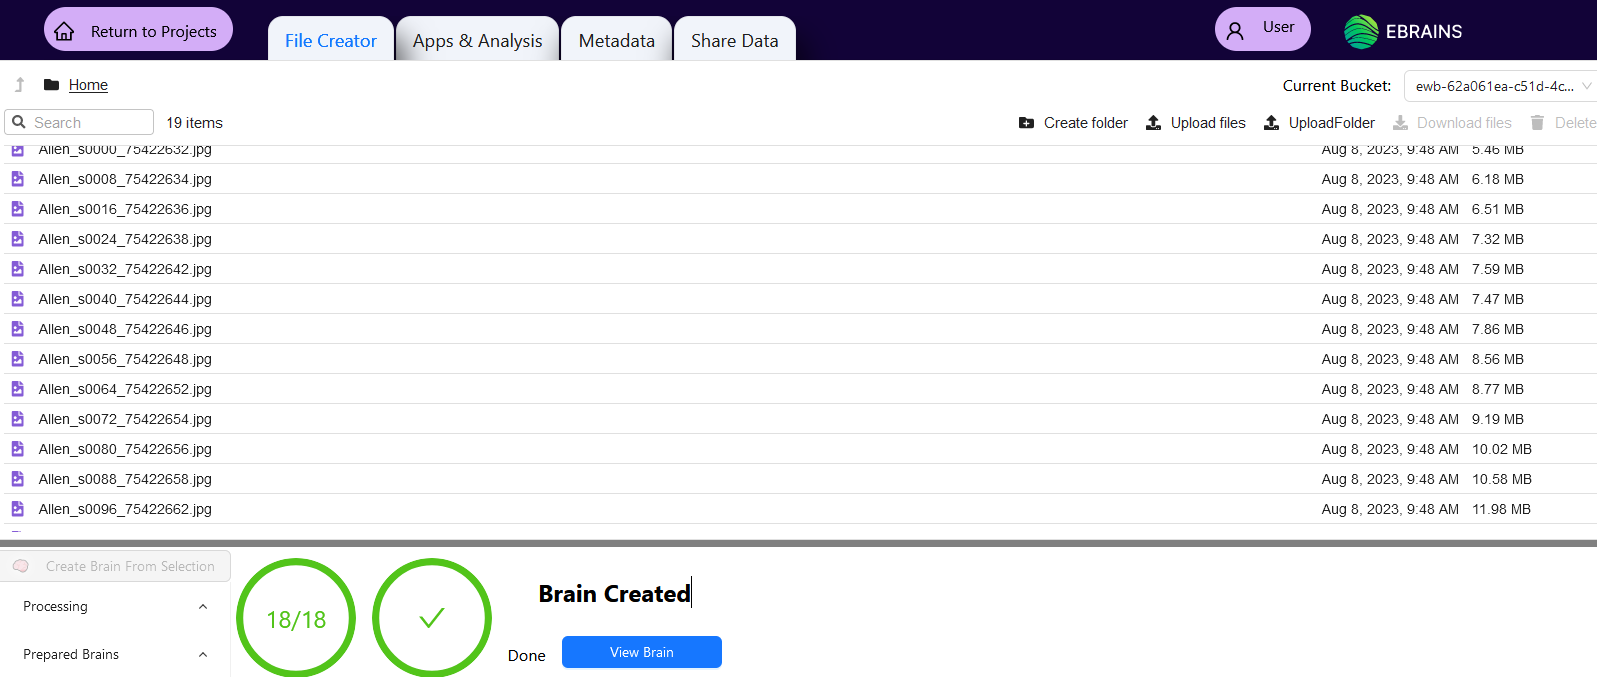 Return to Projects File Creator Apps & Analysis Metadata Share Data User EBRAINS
Home Current Bucket: ewb-62a061ea-c51d-4c...
Search 19 items Create folder Upload files UploadFolder Download files Delete
Allen_s0000_75422632.jpg Aug 8, 2023, 9:48 AM 5.46 MB
Allen_s0008_75422634.jpg Aug 8, 2023, 9:48 AM 6.18 MB
Allen_s0016_75422636.jpg Aug 8, 2023, 9:48 AM 6.51 MB
Allen_s0024_75422638.jpg Aug 8, 2023, 9:48 AM 7.32 MB
Allen_s0032_75422642.jpg Aug 8, 2023, 9:48 AM 7.59 MB
Allen_s0040_75422644.jpg Aug 8, 2023, 9:48 AM 7.47 MB
Allen_s0048_75422646.jpg Aug 8, 2023, 9:48 AM 7.86 MB
Allen_s0056_75422648.jpg Aug 8, 2023, 9:48 AM 8.56 MB
Allen_s0064_75422652.jpg Aug 8, 2023, 9:48 AM 8.77 MB
Allen_s0072_75422654.jpg Aug 8, 2023, 9:48 AM 9.19 MB
Allen_s0080_75422656.jpg Aug 8, 2023, 9:48 AM 10.02 MB
Allen_s0088_75422658.jpg Aug 8, 2023, 9:48 AM 10.58 MB
Allen_s0096_75422662.jpg Aug 8, 2023, 9:48 AM 11.98 MB
Create Brain From Selection
Processing
Prepared Brains
18/18
Brain Created
Done View Brain